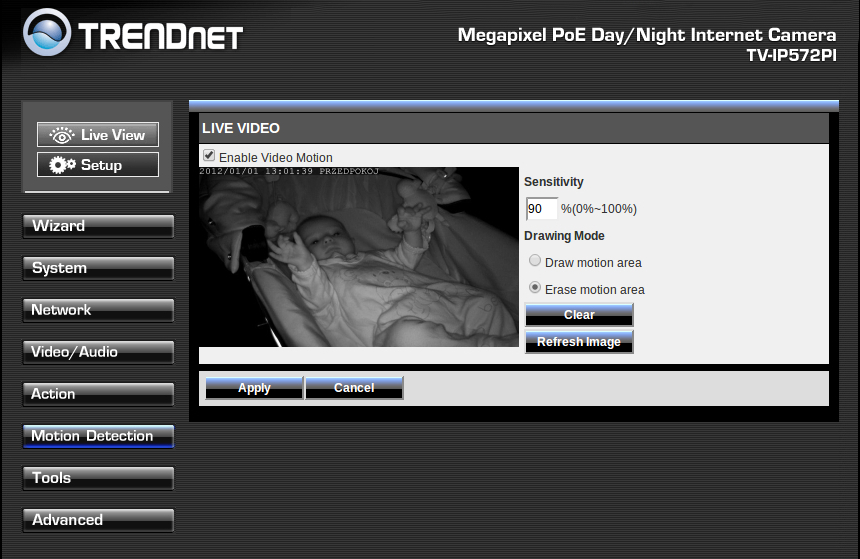 TRENDNET
Megapixel PoE Day/Night Internet Camera
TV-IP572PI
Live View
Setup
Wizard
System
Network
Video/Audio
Action
Motion Detection
Tools
Advanced
LIVE VIDEO
Enable Video Motion
2012/01/01 13:01:39 PRZEDPOKOJ
Sensitivity
90 %(0%~100%)
Drawing Mode
Draw motion area
Erase motion area
Clear
Refresh Image
Apply Cancel